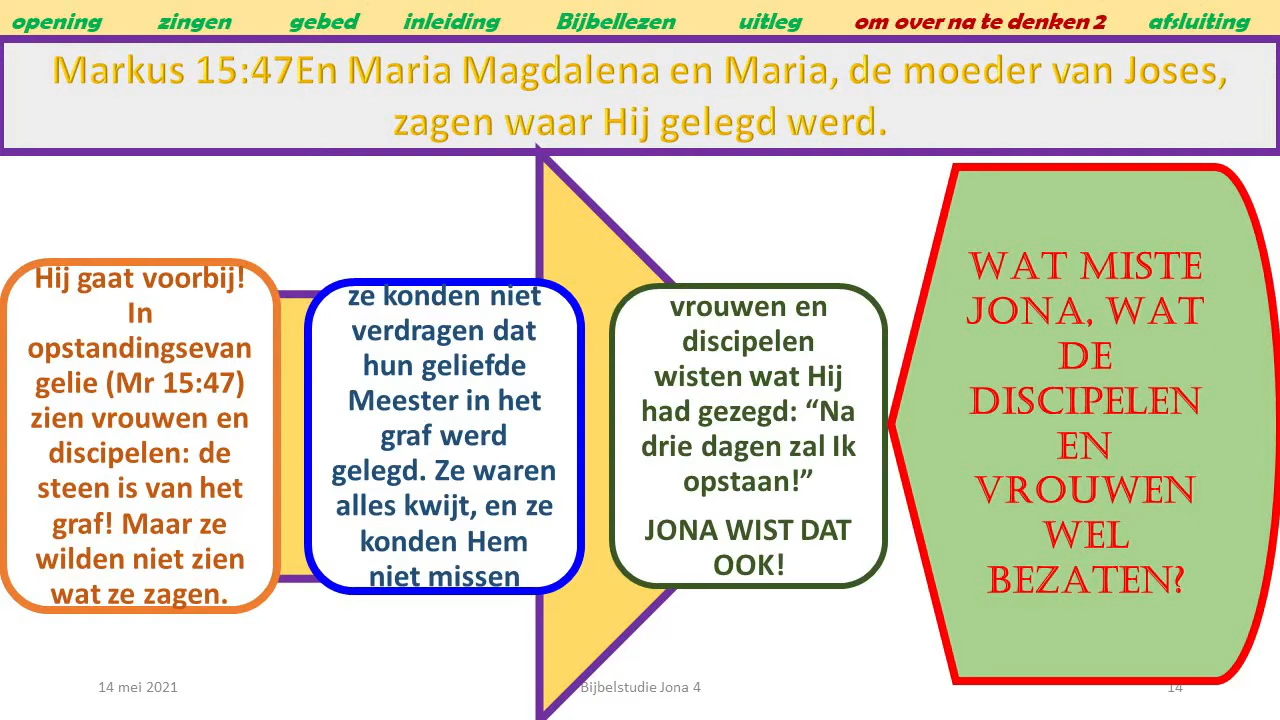 opening zingen gebed inleiding Bijbellezen uitleg om over na te denken 2 afsluiting
Markus 15:47En Maria Magdalena en Maria, de moeder van Joses,
zagen waar Hij gelegd werd.
Hij gaat voorbij!
In
opstandingsevan
gelie (Mr 15:47)
zien vrouwen en
discipelen: de
steen is van het
graf! Maar ze
wilden niet zien
wat ze zagen.
ze konden niet
verdragen dat
hun geliefde
Meester in het
graf werd
gelegd. Ze waren
alles kwijt, en ze
konden Hem
niet missen
vrouwen en
discipelen
wisten wat Hij
had gezegd: “Na
drie dagen zal Ik
opstaan!”
JONA WIST DAT
OOK!
WAT MISTE
JONA, WAT
DE
DISCIPELEN
EN
VROUWEN
WEL
BEZATEN?
14 mei 2021
Bijbelstudie Jona 4
14